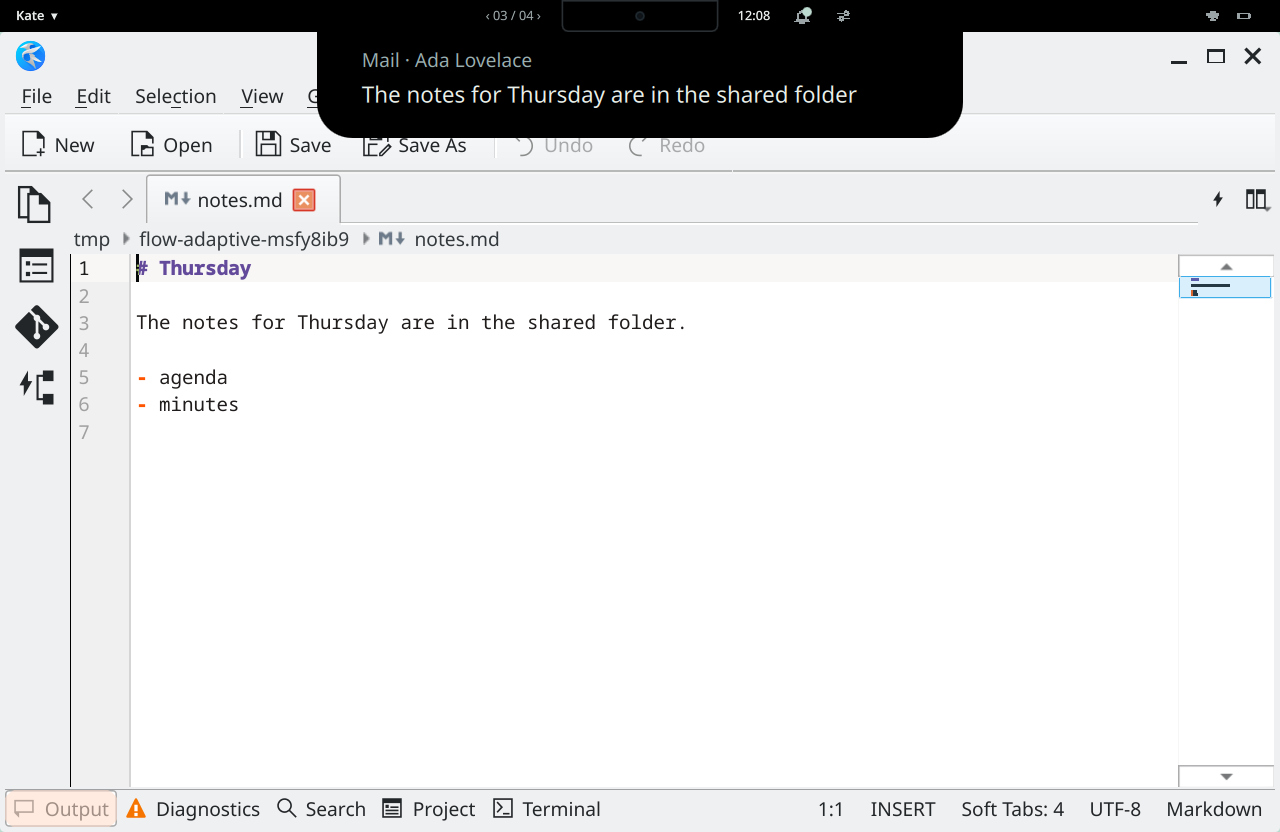 Kate ▾
‹ 03 / 04 ›
12:08
Mail · Ada Lovelace
The notes for Thursday are in the shared folder
File Edit Selection View
New Open Save Save As Undo Redo
notes.md
tmp flow-adaptive-msfy8ib9 notes.md
1 # Thursday
2
3 The notes for Thursday are in the shared folder.
4
5 - agenda
6 - minutes
7
Output Diagnostics Search Project Terminal 1:1 INSERT Soft Tabs: 4 UTF-8 Markdown